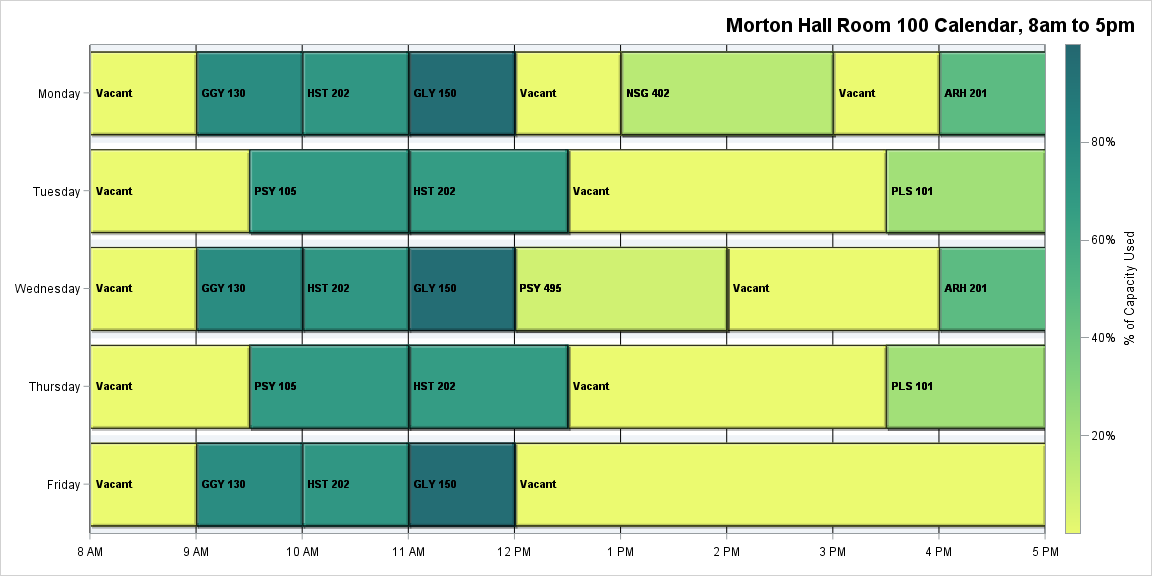 Morton Hall Room 100 Calendar, 8am to 5pm
Monday
Vacant
GGY 130
HST 202
GLY 150
Vacant
NSG 402
Vacant
ARH 201
Tuesday
Vacant
PSY 105
HST 202
Vacant
PLS 101
Wednesday
Vacant
GGY 130
HST 202
GLY 150
PSY 495
Vacant
ARH 201
Thursday
Vacant
PSY 105
HST 202
Vacant
PLS 101
Friday
Vacant
GGY 130
HST 202
GLY 150
Vacant
8 AM
9 AM
10 AM
11 AM
12 PM
1 PM
2 PM
3 PM
4 PM
5 PM
80%
60%
40%
20%
% of Capacity Used